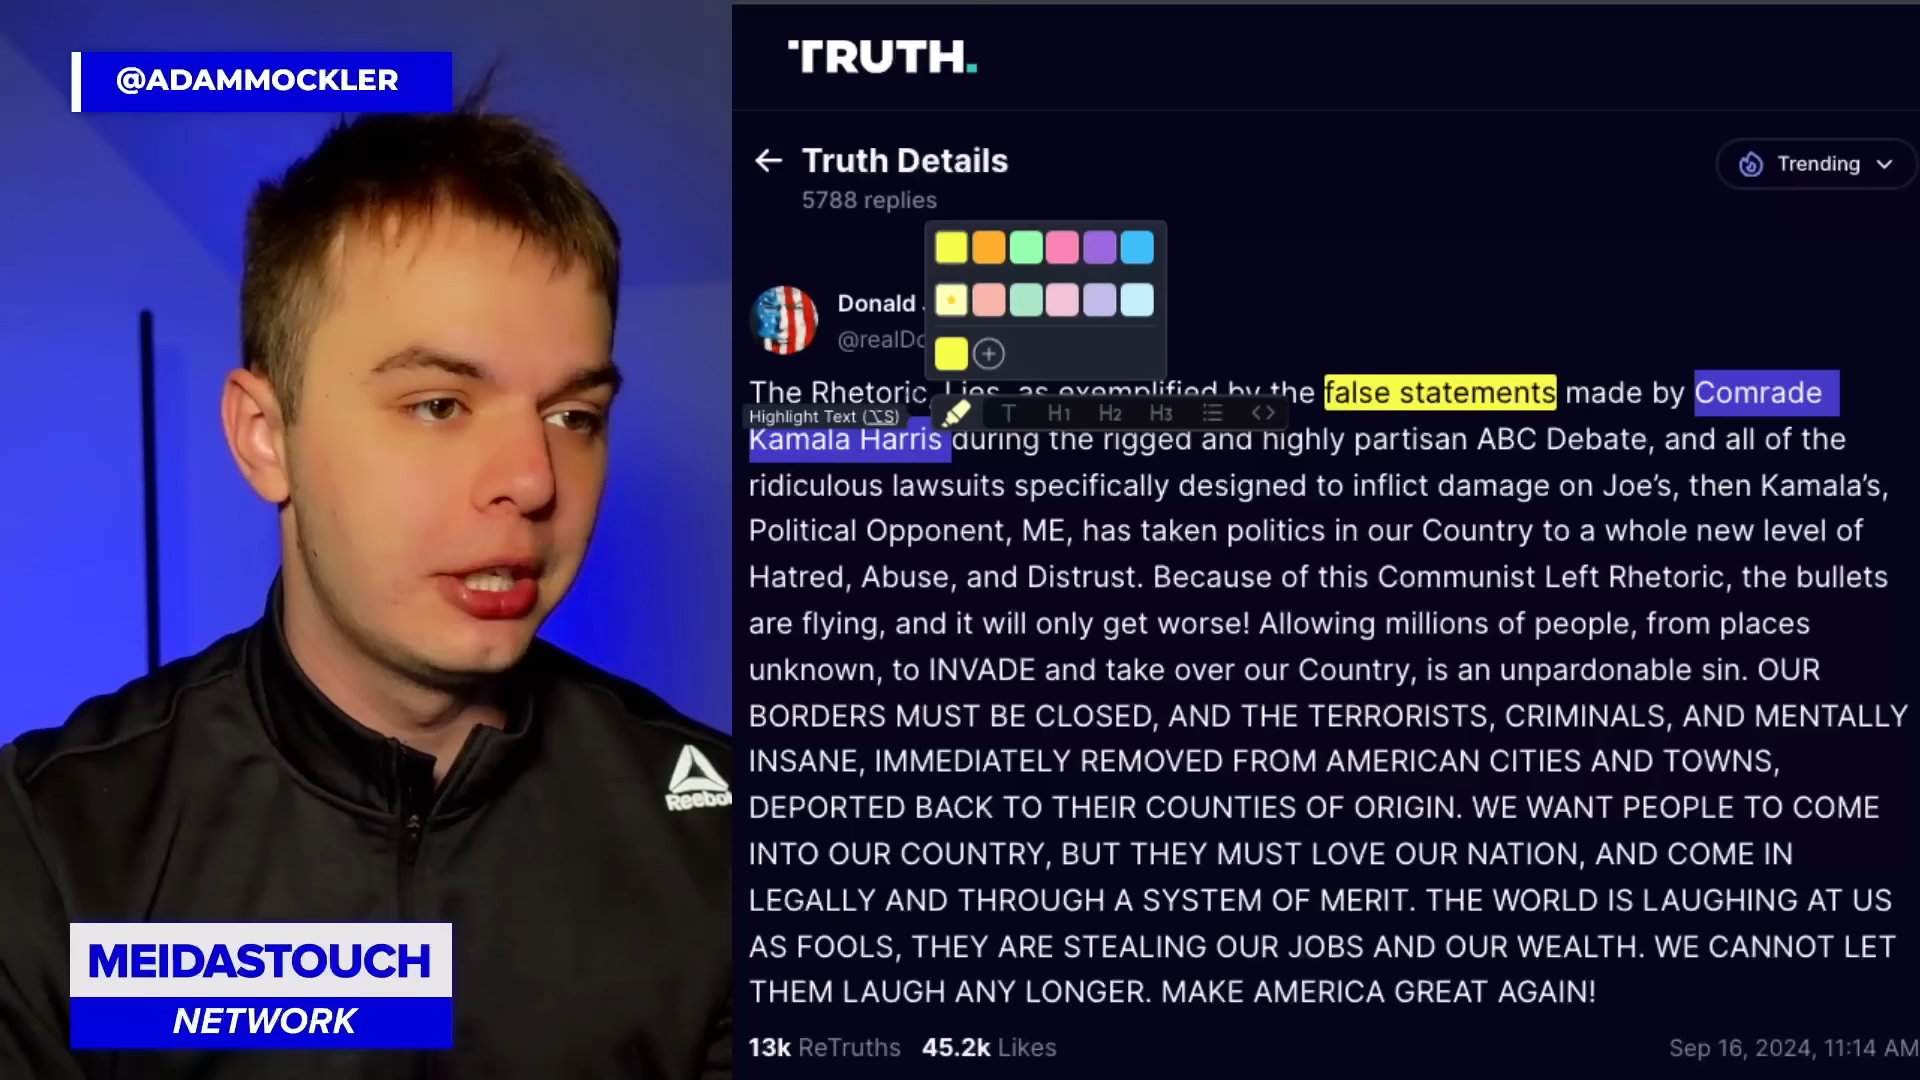 @ADAMMOCKLER
TRUTH.
Truth Details
5788 replies
Trending
Donald
The Rhetoric, Lies, as exemplified by the false statements made by Comrade
Highlight Text (⌥S)
T H1 H2 H3
Kamala Harris during the rigged and highly partisan ABC Debate, and all of the
ridiculous lawsuits specifically designed to inflict damage on Joe’s, then Kamala’s,
Political Opponent, ME, has taken politics in our Country to a whole new level of
Hatred, Abuse, and Distrust. Because of this Communist Left Rhetoric, the bullets
are flying, and it will only get worse! Allowing millions of people, from places
unknown, to INVADE and take over our Country, is an unpardonable sin. OUR
BORDERS MUST BE CLOSED, AND THE TERRORISTS, CRIMINALS, AND MENTALLY
INSANE, IMMEDIATELY REMOVED FROM AMERICAN CITIES AND TOWNS,
DEPORTED BACK TO THEIR COUNTIES OF ORIGIN. WE WANT PEOPLE TO COME
INTO OUR COUNTRY, BUT THEY MUST LOVE OUR NATION, AND COME IN
LEGALLY AND THROUGH A SYSTEM OF MERIT. THE WORLD IS LAUGHING AT US
AS FOOLS, THEY ARE STEALING OUR JOBS AND OUR WEALTH. WE CANNOT LET
THEM LAUGH ANY LONGER. MAKE AMERICA GREAT AGAIN!
13k ReTruths 45.2k Likes
Sep 16, 2024, 11:14 AM
Reebok
MEIDASTOUCH
NETWORK